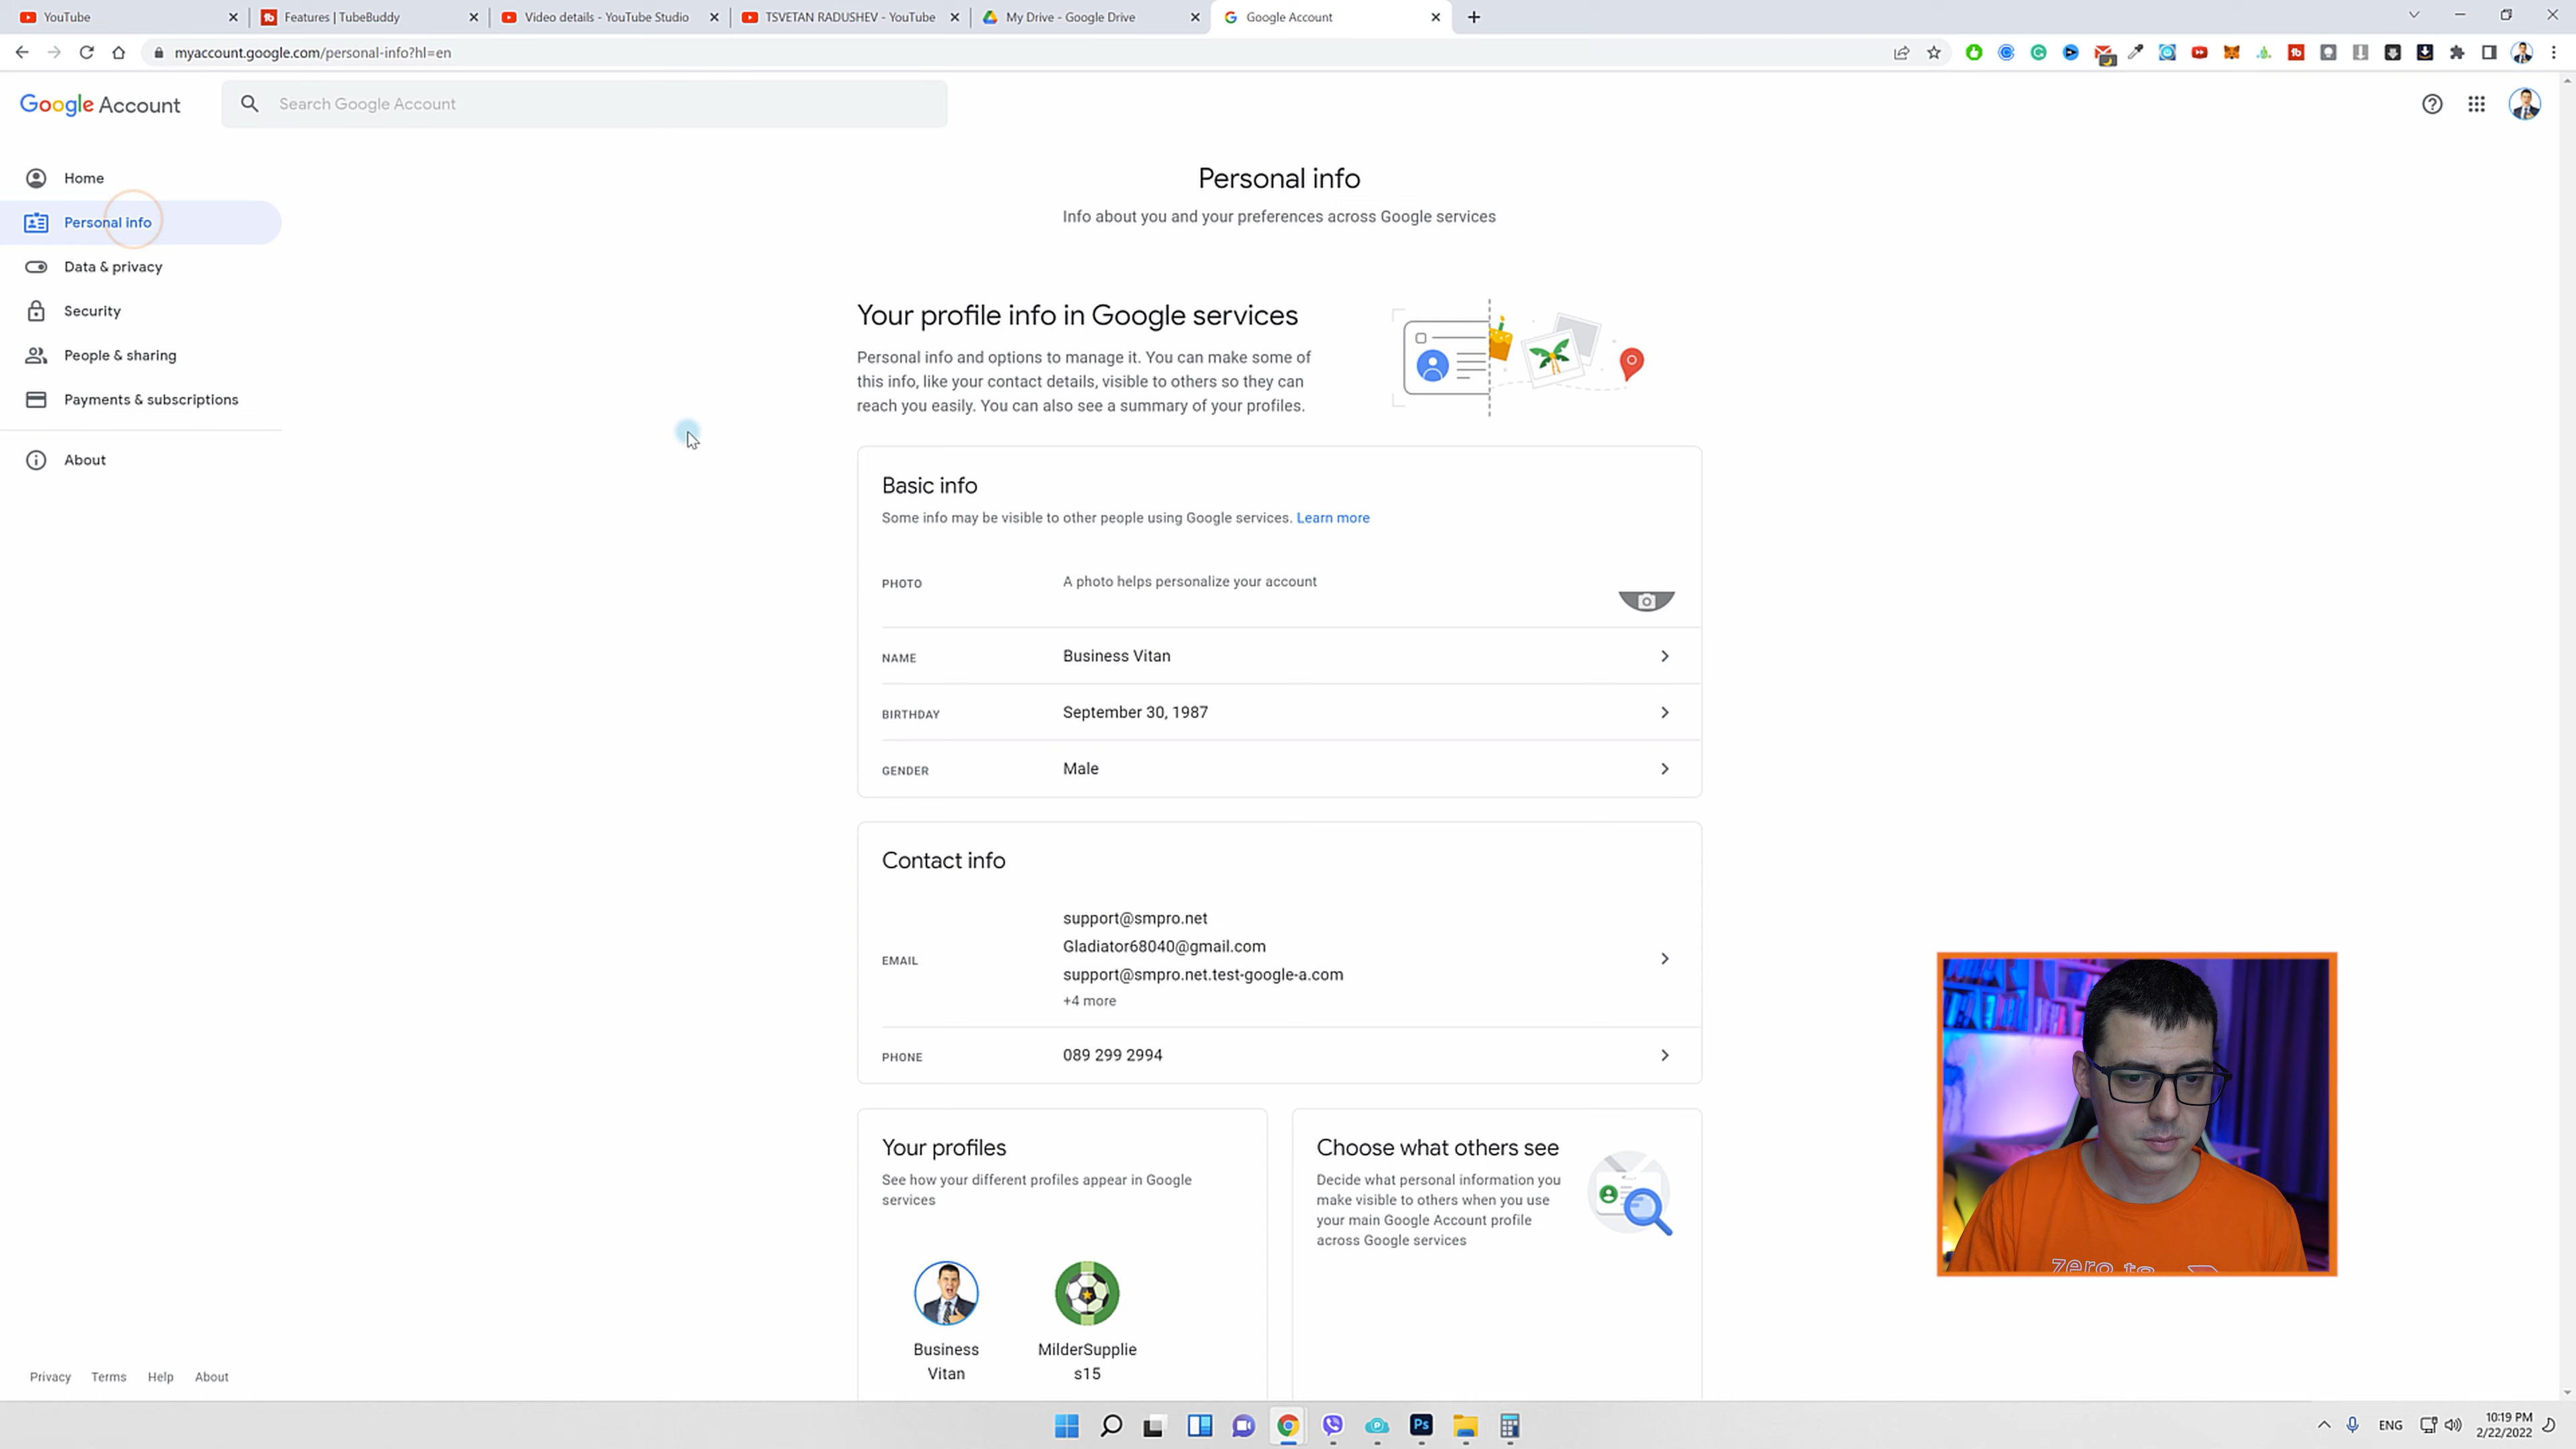 YouTube
Features | TubeBuddy
Video details - YouTube Studio
TSVETAN RADUSHEV - YouTube
My Drive - Google Drive
Google Account
myaccount.google.com/personal-info?hl=en
Google Account
Search Google Account
Home
Personal info
Data & privacy
Security
People & sharing
Payments & subscriptions
About
Personal info
Info about you and your preferences across Google services
Your profile info in Google services
Personal info and options to manage it. You can make some of
this info, like your contact details, visible to others so they can
reach you easily. You can also see a summary of your profiles.
Basic info
Some info may be visible to other people using Google services. Learn more
PHOTO
A photo helps personalize your account
NAME
Business Vitan
BIRTHDAY
September 30, 1987
GENDER
Male
Contact info
EMAIL
support@smpro.net
Gladiator68040@gmail.com
support@smpro.net.test-google-a.com
+4 more
PHONE
089 299 2994
Your profiles
See how your different profiles appear in Google
services
Business
Vitan
MilderSupplie
s15
Choose what others see
Decide what personal information you
make visible to others when you use
your main Google Account profile
across Google services
zero to
Privacy
Terms
Help
About
Ps
ENG
10:19 PM
2/22/2022